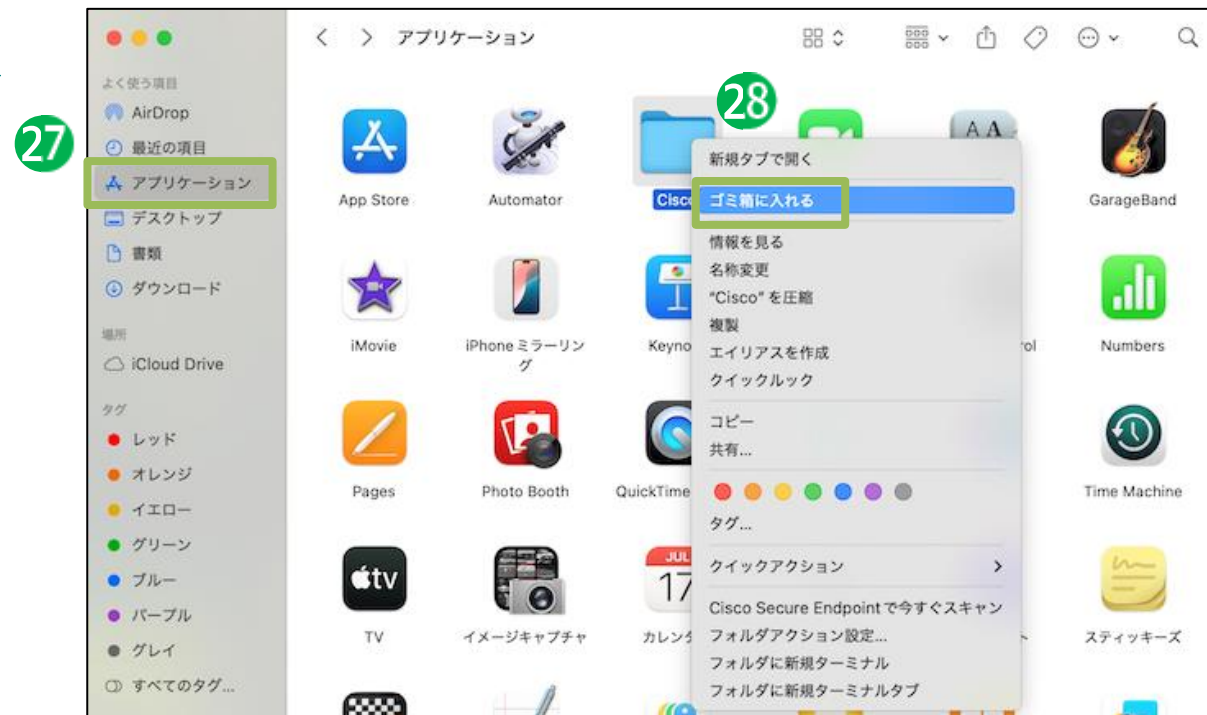 アプリケーション
よく使う項目
AirDrop
27
最近の項目
アプリケーション
デスクトップ
書類
ダウンロード
場所
iCloud Drive
タグ
レッド
オレンジ
イエロー
グリーン
ブルー
パープル
グレイ
すべてのタグ...
28
App Store
Automator
Cisco
GarageBand
iMovie
iPhone ミラーリン
グ
Numbers
Pages
Photo Booth
QuickTime
Time Machine
JUL
17
tv
TV
イメージキャプチャ
スティッキーズ
新規タブで開く
ゴミ箱に入れる
情報を見る
名称変更
"Cisco" を圧縮
複製
エイリアスを作成
クイックルック
コピー
共有...
タグ...
クイックアクション
Cisco Secure Endpointで今すぐスキャン
フォルダアクション設定...
フォルダに新規ターミナル
フォルダに新規ターミナルタブ